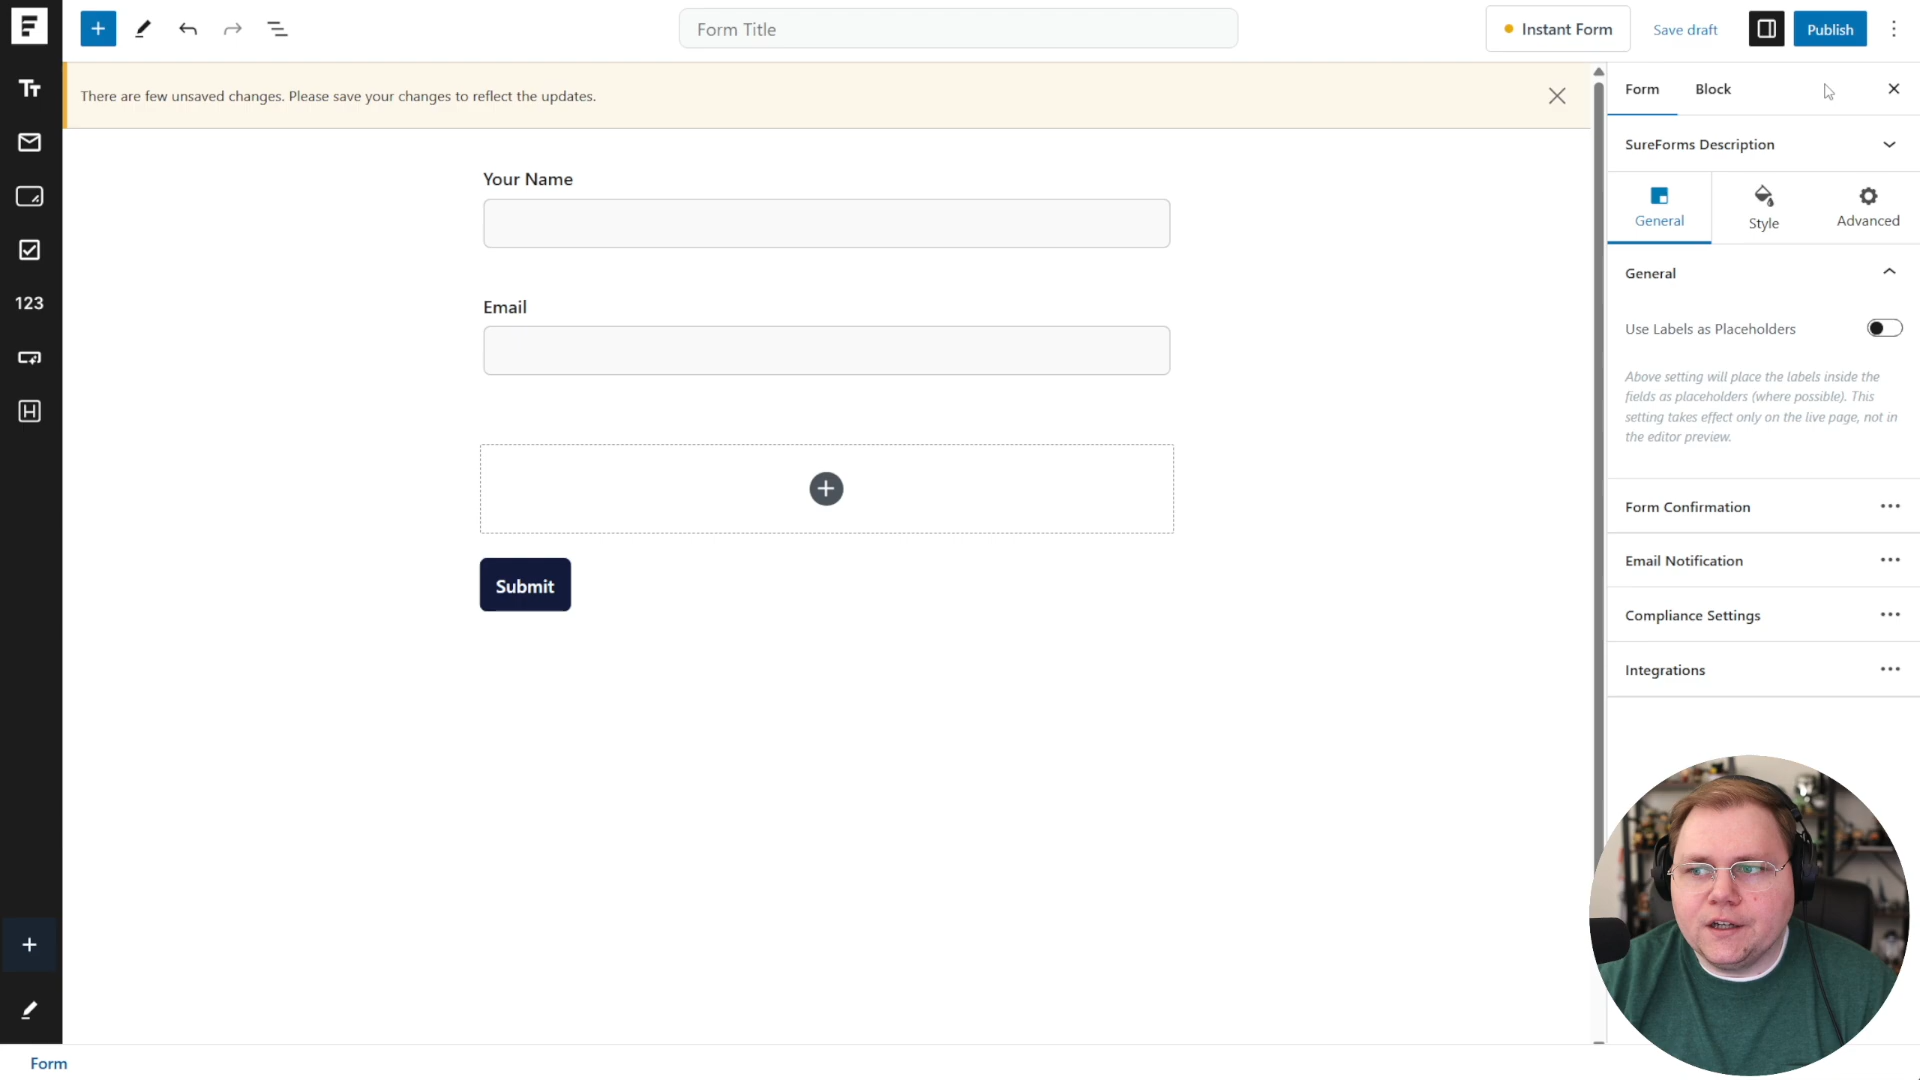 Form Title
Instant Form
Save draft
Publish
There are few unsaved changes. Please save your changes to reflect the updates.
Form
Block
SureForms Description
General
Style
Advanced
General
Use Labels as Placeholders
Above setting will place the labels inside the
fields as placeholders (where possible). This
setting takes effect only on the live page, not in
the editor preview.
Form Confirmation
Email Notification
Compliance Settings
Integrations
Your Name
Email
Submit
Tт
123
H
Form